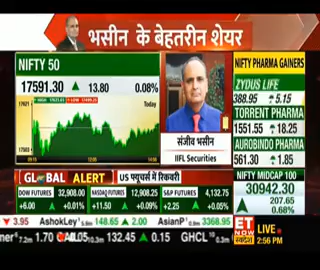 भसीन के बेहतरीन शेयर
NIFTY 50
17591.30 13.80 0.08%
Today
संजीव भसीन
IIFL Securities
NIFTY PHARMA GAINERS
ZYDUS LIFE
388.95 5.15
TORRENT PHARMA
1551.55 18.25
AUROBINDO PHARMA
561.30 1.85
NIFTY MIDCAP 100
30942.30
207.65
0.68%
GLOBAL ALERT
US फ्यूचर्स में रिकवरी
DOW FUTURES 32,908.00
+6.00 +0.01%
NASDAQ FUTURES 12,908.25
+11.50 +0.09%
S&P FUTURES 4,132.75
+2.25 +0.05%
3.95 AshokLey 148.65 2.00 AsianP 3368.95
ner 7.2m 1.70 132.45 0.15 GHCL
ET NOW
स्वदेश
LIVE
2:56 PM